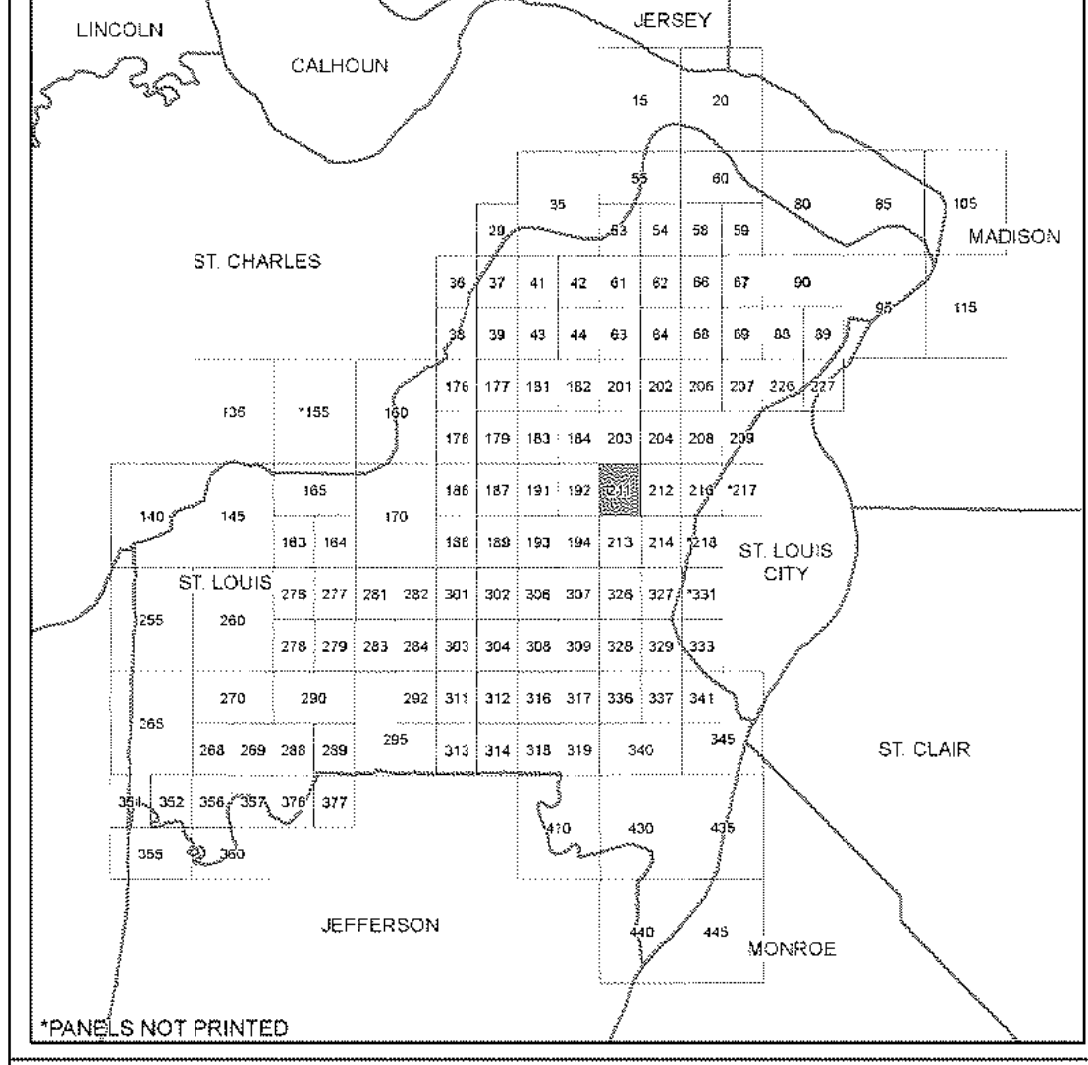 JERSEY
LINCOLN
CALHOUN
15 20
55 60
35 80 85 105
29 53 54 58 59 MADISON
ST. CHARLES
36 37 41 42 61 62 66 67 90
95 115
38 39 43 44 63 64 68 69 88 89
176 177 181 182 201 202 206 207 226 227
135 *155 160
178 179 183 184 203 204 208 209
165 186 187 191 192 211 212 216 *217
140 145 170
163 164 188 189 193 194 213 214 *218 ST. LOUIS
CITY
ST. LOUIS
276 277 281 282 301 302 306 307 326 327 *331
255 260
278 279 283 284 303 304 308 309 328 329 333
270 290 292 311 312 316 317 336 337 341
265
295 345
268 269 288 289 313 314 318 319 340 ST. CLAIR
351 352 356 357 376 377
410 430 435
355 360
JEFFERSON
440 445
MONROE
*PANELS NOT PRINTED